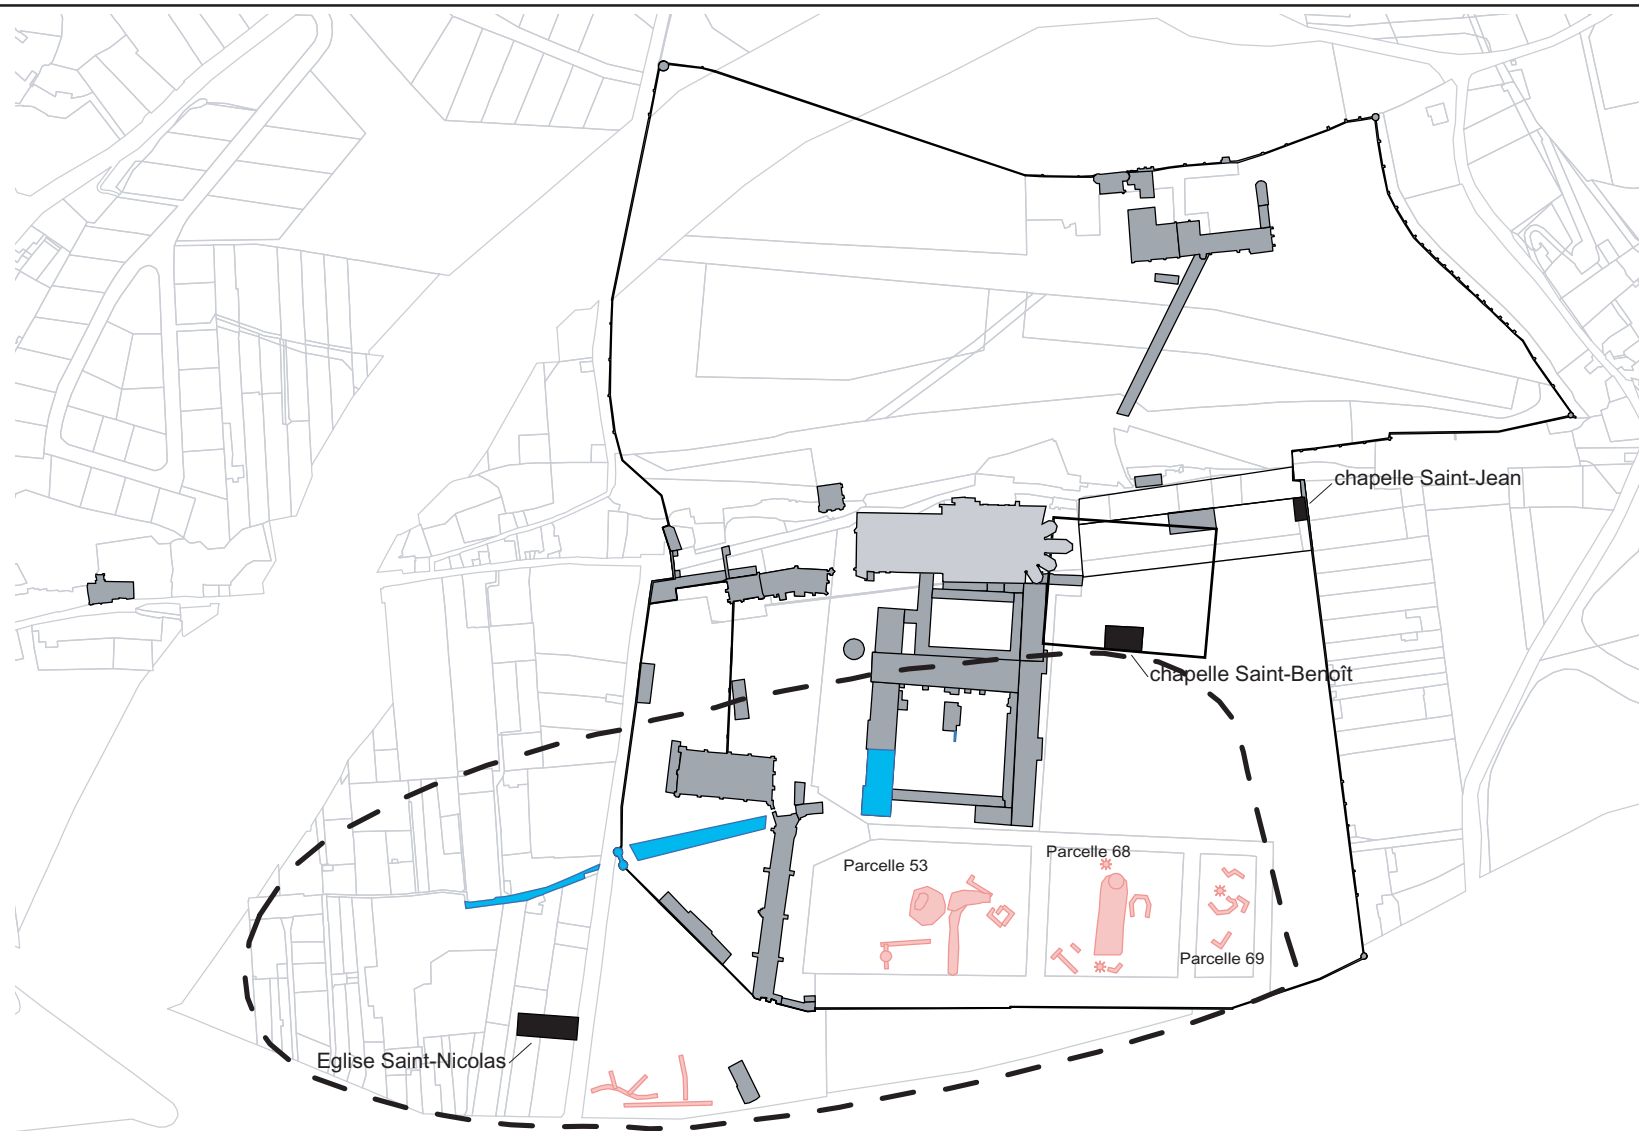 chapelle Saint-Jean
chapelle Saint-Benoît
Parcelle 53
Parcelle 68
Parcelle 69
Eglise Saint-Nicolas